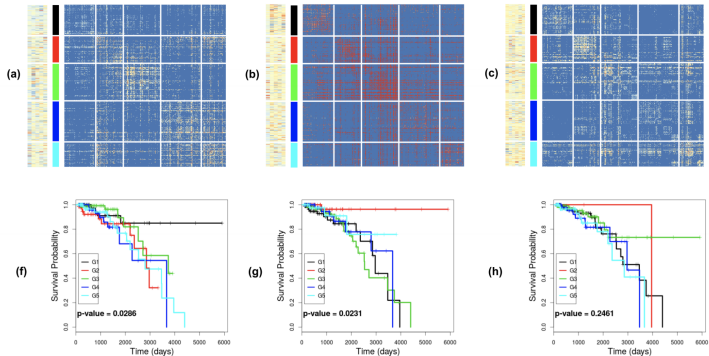 (a)
(b)
(c)
(f)
Survival Probability
1.0
0.8
0.6
0.4
0.2
0.0
G1
G2
G3
G4
G5
p-value = 0.0286
0 1000 2000 3000 4000 5000 6000
Time (days)
(g)
Survival Probability
1.0
0.8
0.6
0.4
0.2
0.0
G1
G2
G3
G4
G5
p-value = 0.0231
0 1000 2000 3000 4000 5000 6000
Time (days)
(h)
Survival Probability
1.0
0.8
0.6
0.4
0.2
0.0
G1
G2
G3
G4
G5
p-value = 0.2461
0 1000 2000 3000 4000 5000 6000
Time (days)